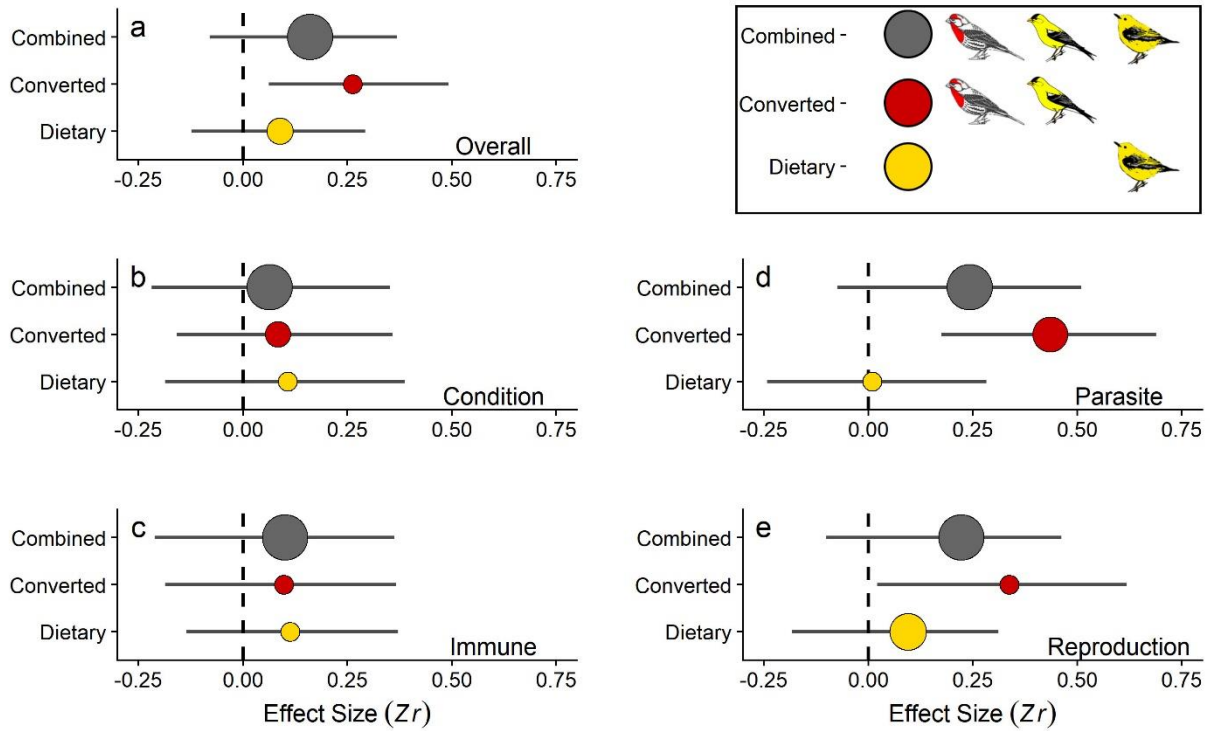 a
Combined
Converted
Dietary
Overall
-0.25 0.00 0.25 0.50 0.75
Combined -
Converted -
Dietary -
b
Combined
Converted
Dietary
Condition
-0.25 0.00 0.25 0.50 0.75
d
Combined
Converted
Dietary
Parasite
-0.25 0.00 0.25 0.50 0.75
c
Combined
Converted
Dietary
Immune
-0.25 0.00 0.25 0.50 0.75
Effect Size (Zr)
e
Combined
Converted
Dietary
Reproduction
-0.25 0.00 0.25 0.50 0.75
Effect Size (Zr)